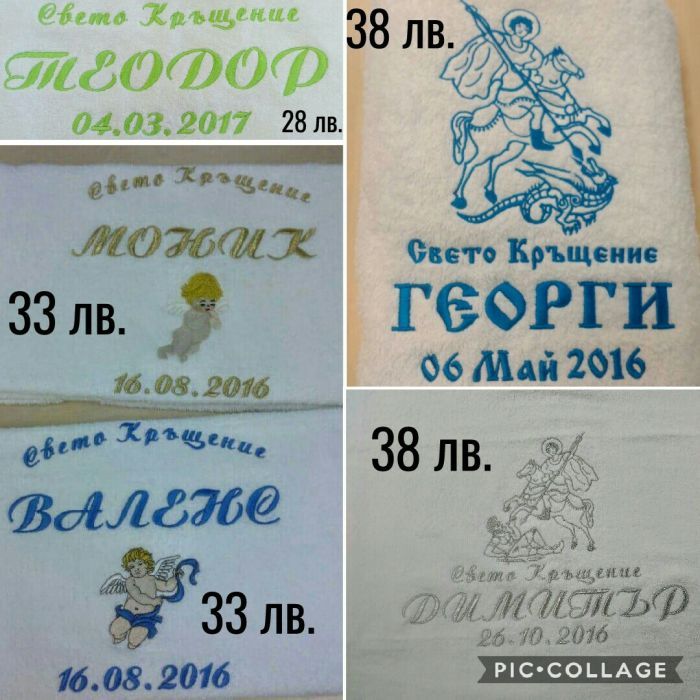 Свето Кръщение
ТЕОДОР
04.03.2017
28 лв.
Свето Кръщение
МОНИК
33 лв.
16.08.2016
Свето Кръщение
ВАЛЕНС
33 лв.
16.08.2016
38 лв.
Свето Кръщение
ГЕОРГИ
06 Май 2016
38 лв.
Свето Кръщение
ДИМИТЪР
26.10.2016
PIC•COLLAGE